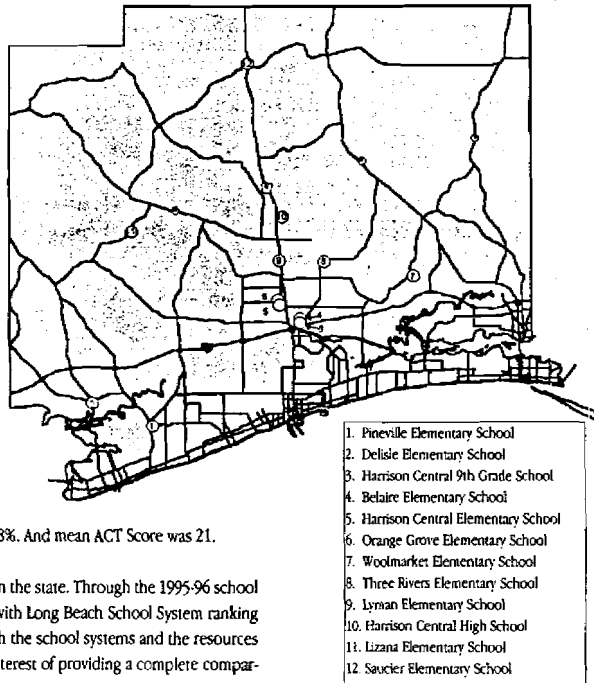 1. Pineville Elementary School
2. Delisle Elementary School
3. Harrison Central 9th Grade School
4. Belaire Elementary School
5. Harrison Central Elementary School
6. Orange Grove Elementary School
7. Woolmarket Elementary School
8. Three Rivers Elementary School
9. Lyman Elementary School
10. Harrison Central High School
11. Lizana Elementary School
12. Saucier Elementary School
8%. And mean ACT Score was 21.
n the state. Through the 1995-96 school
with Long Beach School System ranking
h the school systems and the resources
terest of providing a complete compar-